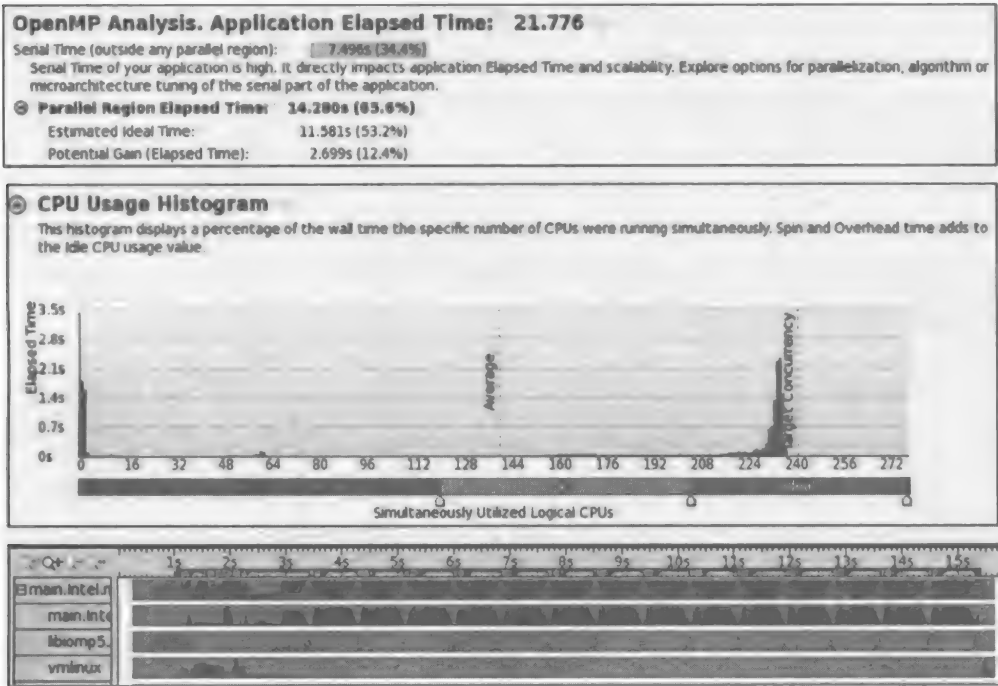 OpenMP Analysis. Application Elapsed Time: 21.776
Serial Time (outside any parallel region): 7.496s (34.4%)
Serial Time of your application is high. It directly impacts application Elapsed Time and scalability. Explore options for parallelization, algorithm or
microarchitecture tuning of the serial part of the application.
Parallel Region Elapsed Time: 14.280s (65.6%)
Estimated Ideal Time: 11.581s (53.2%)
Potential Gain (Elapsed Time): 2.699s (12.4%)
CPU Usage Histogram
This histogram displays a percentage of the wall time the specific number of CPUs were running simultaneously. Spin and Overhead time adds to
the Idle CPU usage value.
Elapsed Time
3.5s
2.8s
2.1s
1.4s
0.7s
0s
Average
Target Concurrency
0 16 32 48 64 80 96 112 128 144 160 176 192 208 224 240 256 272
Simultaneously Utilized Logical CPUs
1s 2s 3s 4s 5s 6s 7s 8s 9s 10s 11s 12s 13s 14s 15s
main.intel.n
main.inte
libiomp5.
vmlinux